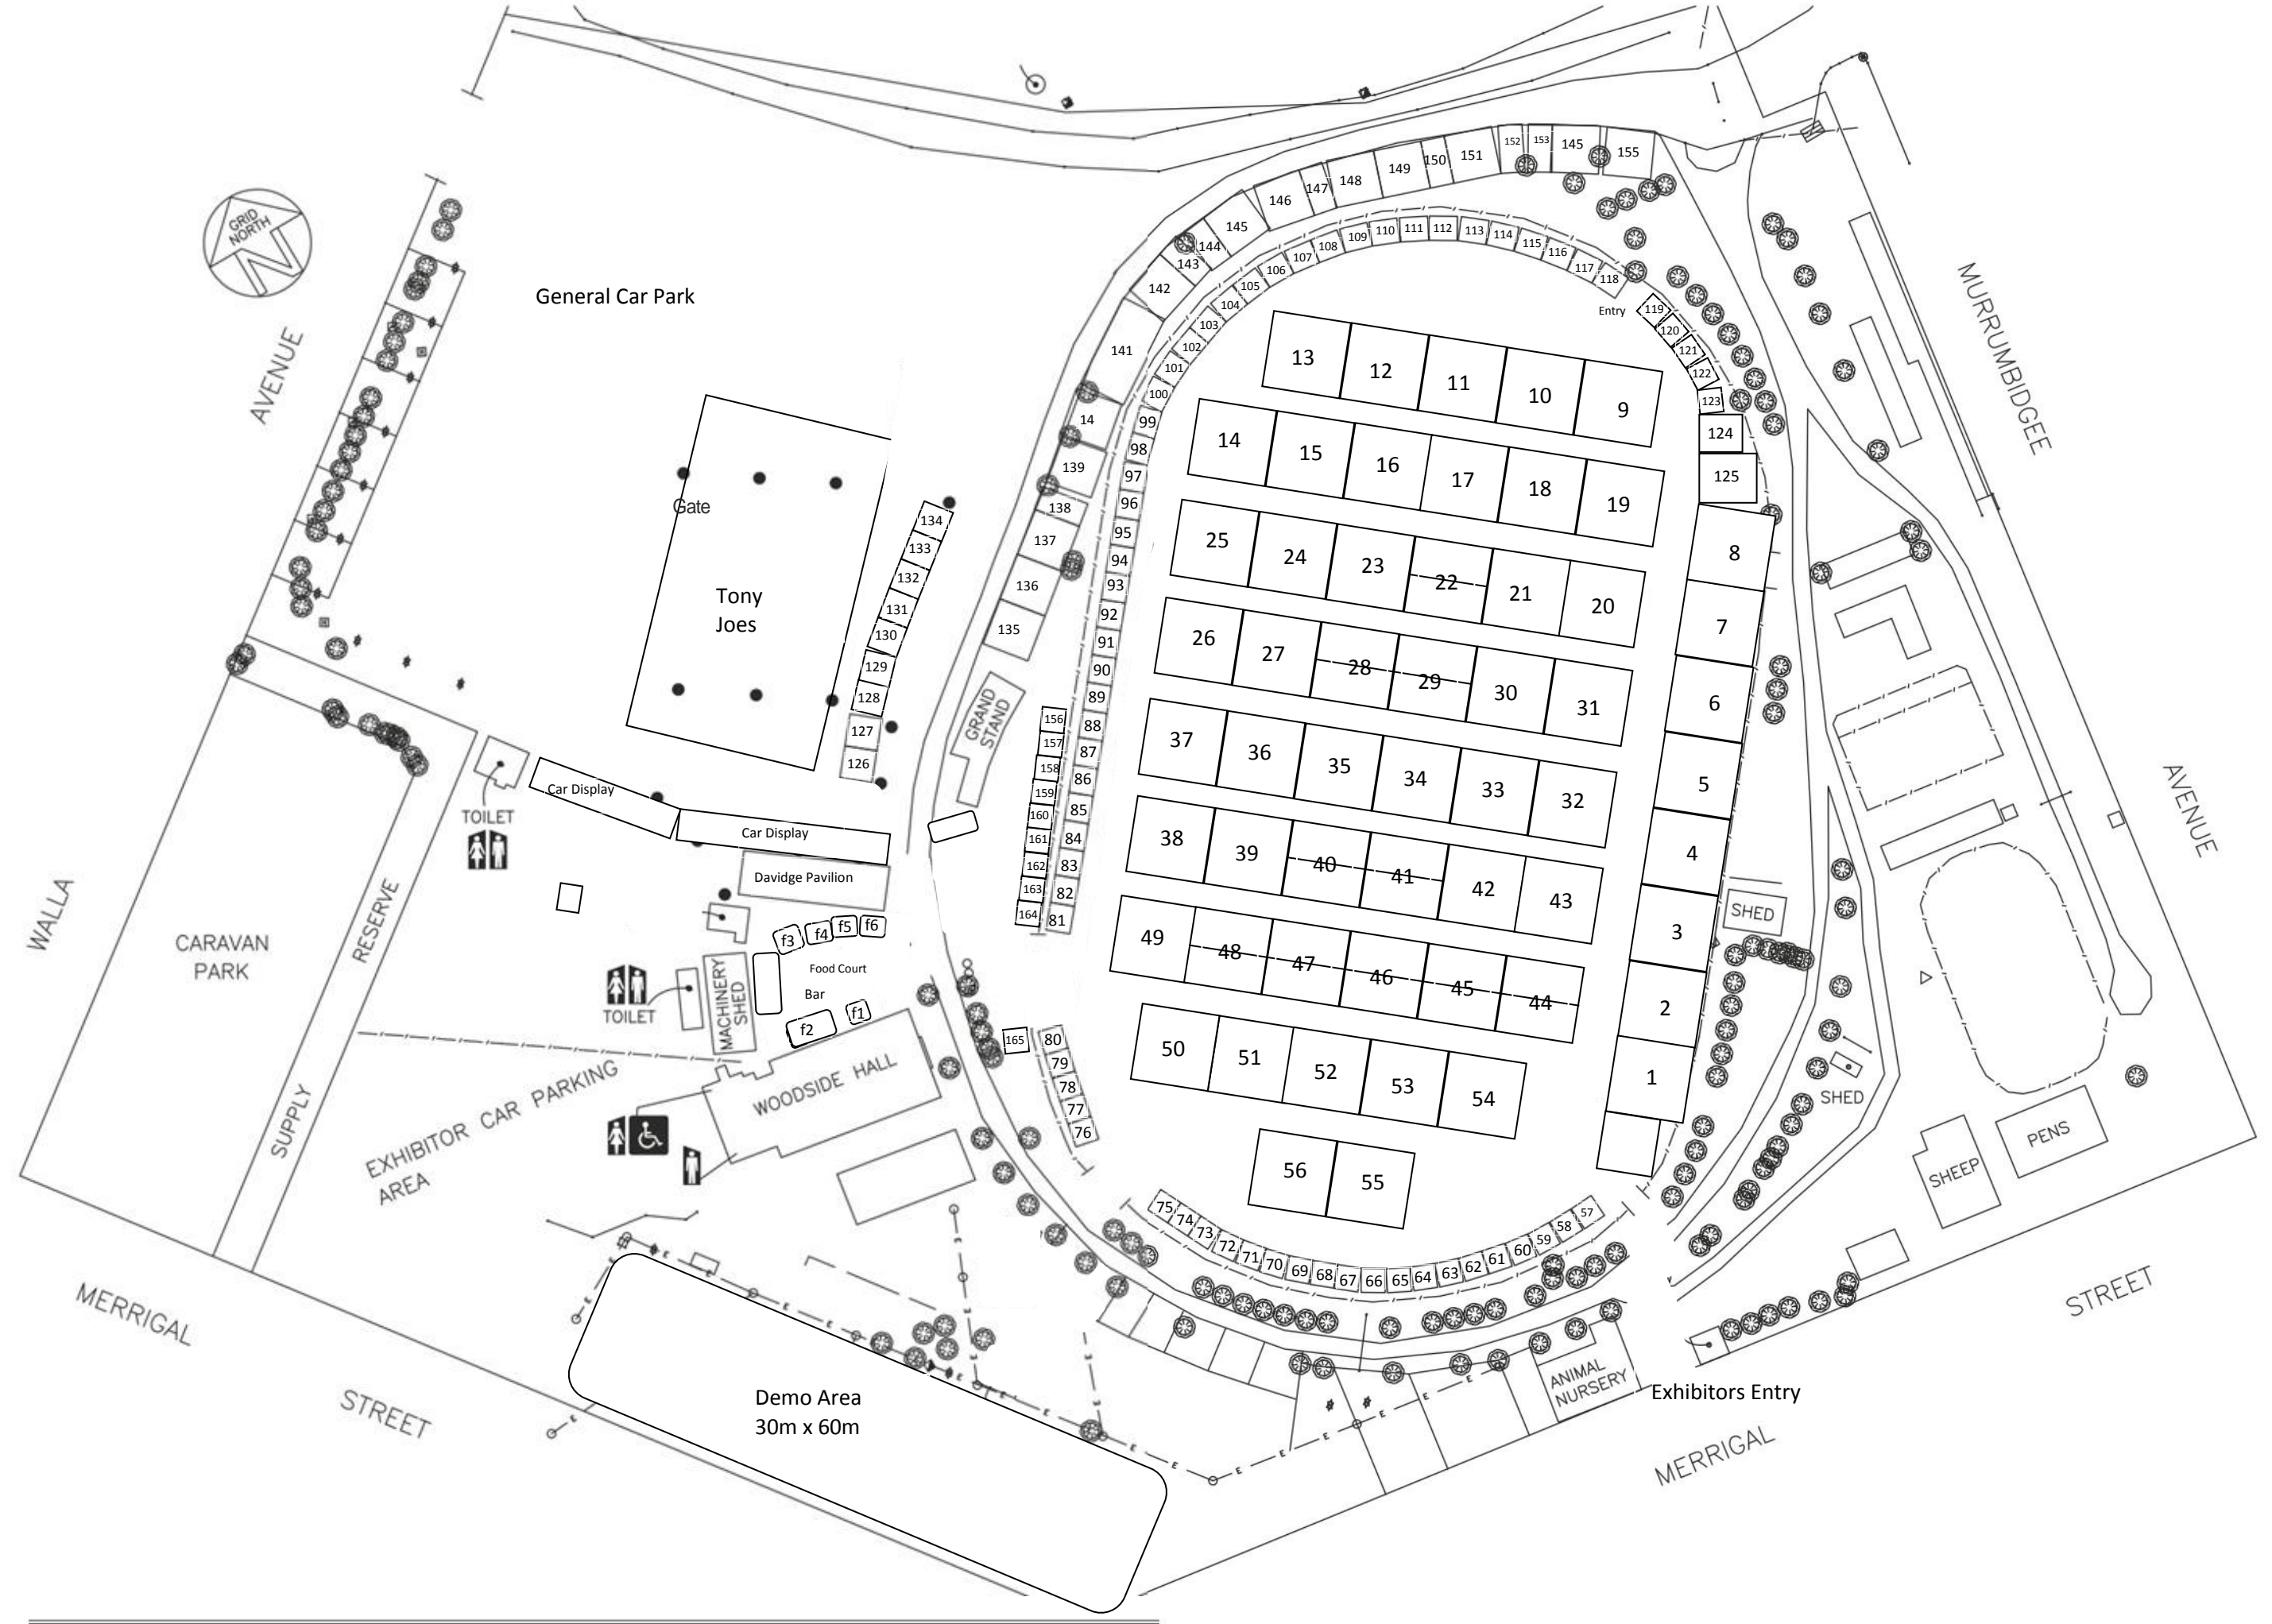 GRID
NORTH
AVENUE
General Car Park
MURRUMBIDGEE
AVENUE
152 153 145 155
151
150
149
148
147
146
145
144
143
142
141
14
139
138
137
136
135
118
117
116
115
114
113
112
111
110
109
108
107
106
105
104
103
102
101
100
99
98
97
96
95
94
93
92
91
90
89
88
87
86
85
84
83
82
81
Entry
119
120
121
122
123
124
125
13 12 11 10 9
14 15 16 17 18 19
25 24 23 22 21 20
26 27 28 29 30 31
37 36 35 34 33 32
38 39 40 41 42 43
49 48 47 46 45 44
50 51 52 53 54
56 55
8
7
6
5
4
3
2
1
Gate
Tony
Joes
134
133
132
131
130
129
128
127
126
GRAND
STAND
156
157
158
159
160
161
162
163
164
165
80
79
78
77
76
75
74
73
72
71
70
69
68
67
66
65
64
63
62
61
60
59
58
57
TOILET
Car Display
Car Display
Davidge Pavilion
f3 f4 f5 f6
Food Court
Bar
f1
f2
MACHINERY
SHED
TOILET
WOODSIDE HALL
WALLA
CARAVAN
PARK
RESERVE
SUPPLY
EXHIBITOR CAR PARKING
AREA
SHED
SHED
SHEEP
PENS
STREET
MERRIGAL
STREET
Demo Area
30m x 60m
E
E
E
E
E
E
E
E
E
E
E
E
E
ANIMAL
NURSERY
Exhibitors Entry
MERRIGAL